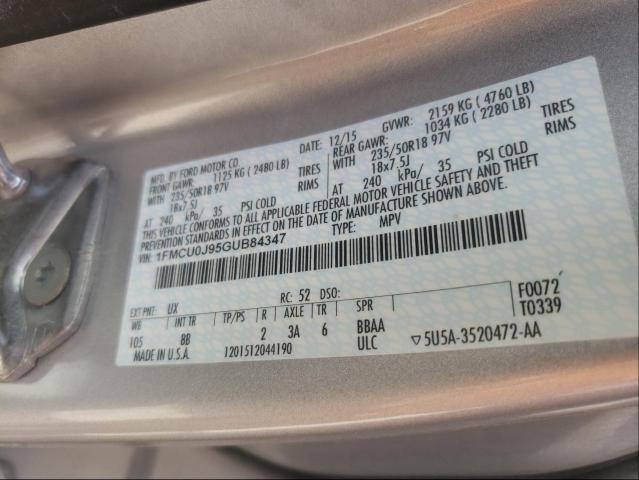 MFD. BY FORD MOTOR CO.
DATE: 12/15 GVWR: 2159 KG ( 4760 LB)
FRONT GAWR: 1125 KG ( 2480 LB)
REAR GAWR: 1034 KG ( 2280 LB)
WITH 235/50R18 97V TIRES
WITH 235/50R18 97V TIRES
18x7.5J RIMS
18x7.5J RIMS
AT 240 kPa/ 35 PSI COLD
AT 240 kPa/ 35 PSI COLD
THIS VEHICLE CONFORMS TO ALL APPLICABLE FEDERAL MOTOR VEHICLE SAFETY AND THEFT
PREVENTION STANDARDS IN EFFECT ON THE DATE OF MANUFACTURE SHOWN ABOVE.
VIN: 1FMCU0J95GUB84347 TYPE: MPV
EXT PNT: UX RC: 52 DSO: F0072
WB INT TR TP/PS R AXLE TR SPR T0339
105 BB 2 3A 6 BBAA
MADE IN U.S.A. 1201512044190 ULC ▽5U5A-3520472-AA